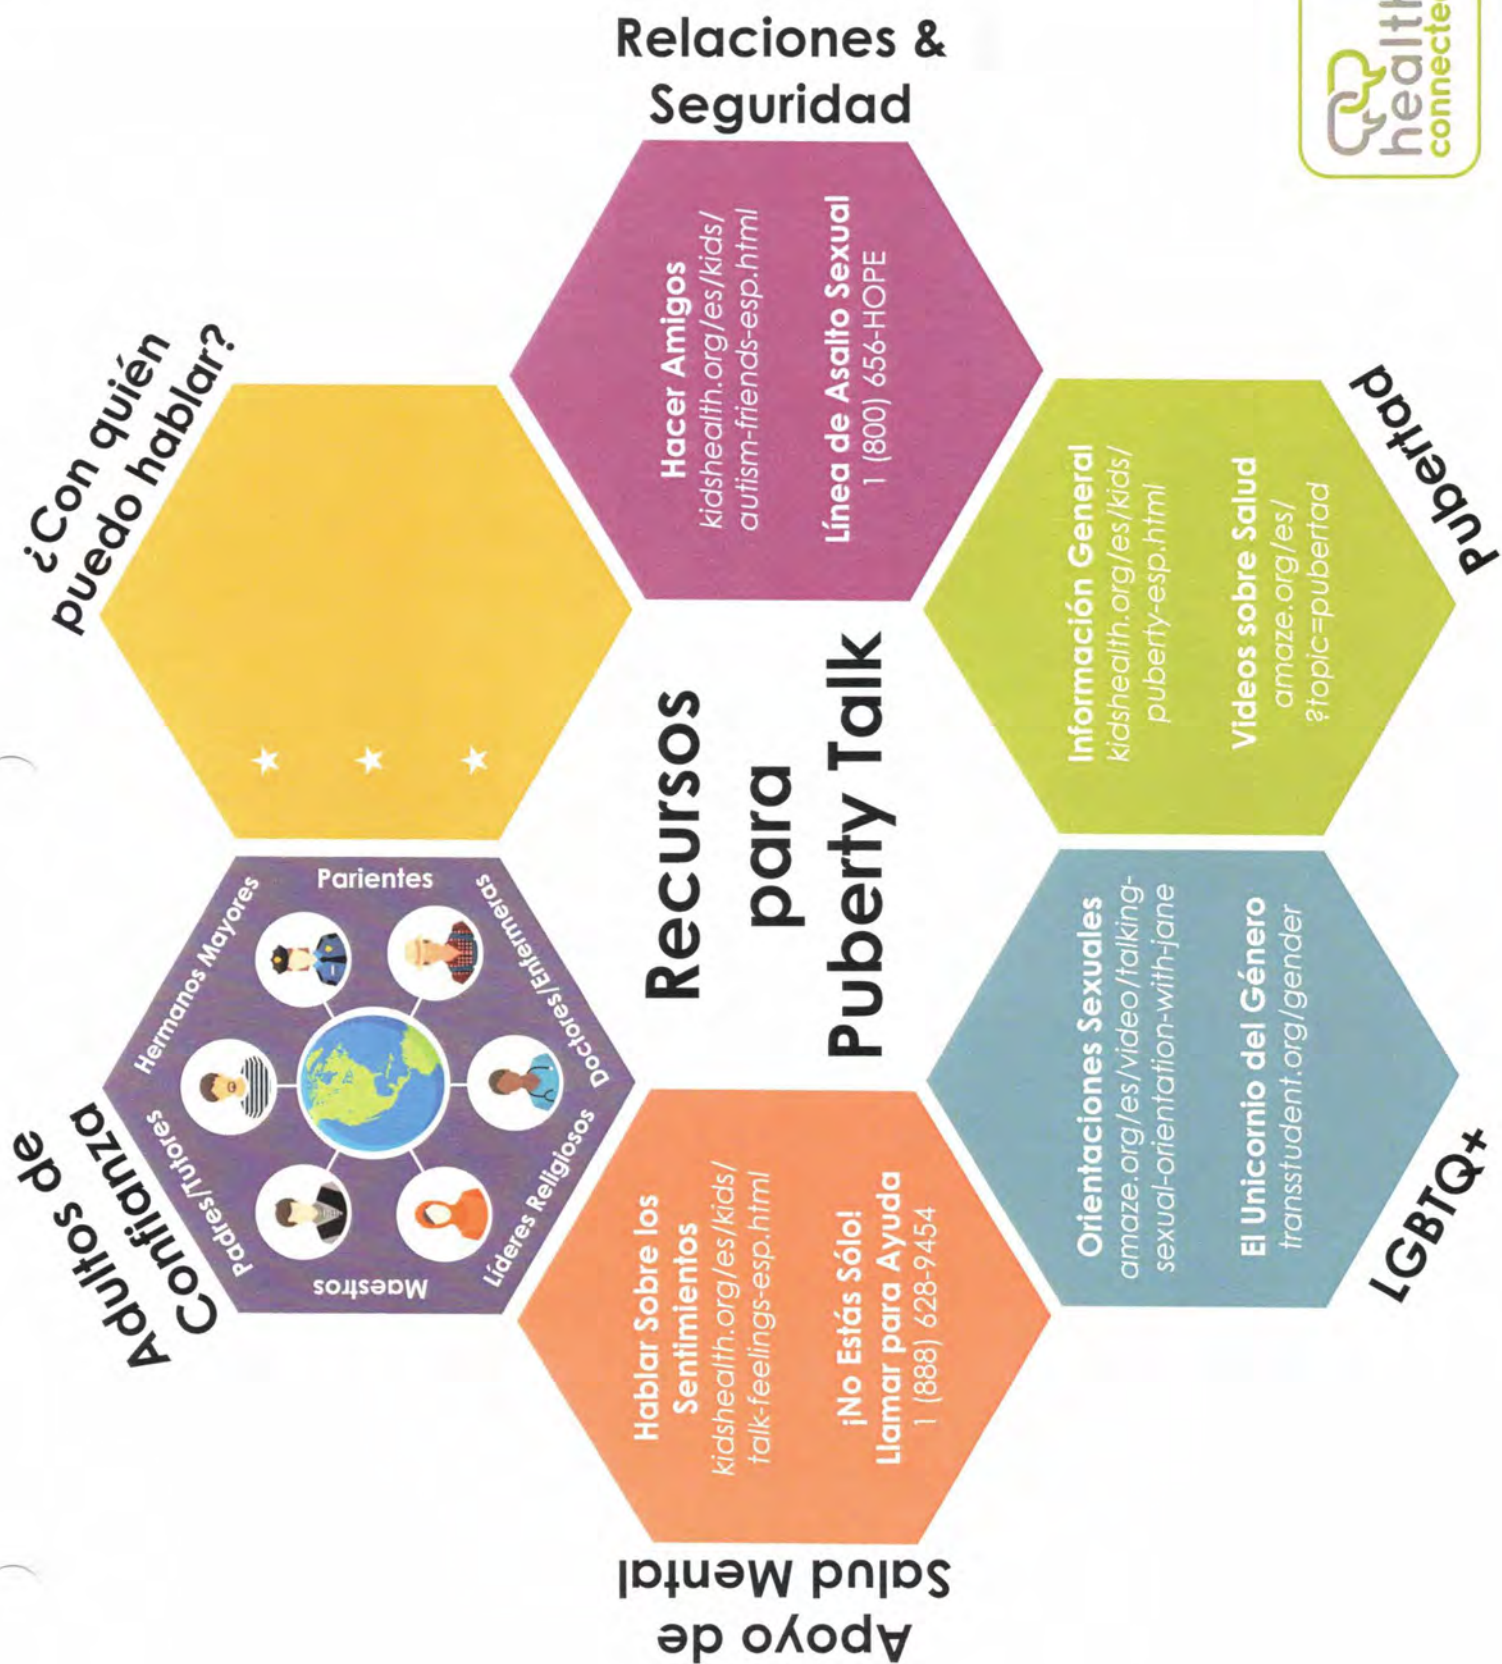 Recursos
para
Puberty Talk
Adultos de
Confianza
Padres/Tutores
Hermanos Mayores
Parientes
Doctores/Enfermeras
Líderes Religiosos
Maestros
¿Con quién
puedo hablar?
Relaciones &
Seguridad
Hacer Amigos
kidshealth.org/es/kids/
autism-friends-esp.html
Línea de Asalto Sexual
1 (800) 656-HOPE
Pubertad
Información General
kidshealth.org/es/kids/
puberty-esp.html
Videos sobre Salud
amaze.org/es/
?topic=pubertad
LGBTQ+
Orientaciones Sexuales
amaze.org/es/video/talking-
sexual-orientation-with-jane
El Unicornio del Género
transstudent.org/gender
Apoyo de
Salud Mental
Hablar Sobre los
Sentimientos
kidshealth.org/es/kids/
talk-feelings-esp.html
¡No Estás Sólo!
Llamar para Ayuda
1 (888) 628-9454
health
connected